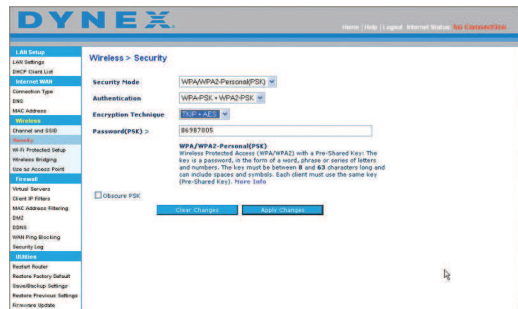 DYNEX
Home | Help | Logout Internet Status: NO Connection
LAN Setup
LAN Settings
DHCP Client List
Internet WAN
Connection Type
DNS
MAC Address
Wireless
Channel and SSID
Security
Wi-Fi Protected Setup
Wireless Bridging
Use as Access Point
Firewall
Virtual Servers
Client IP Filters
MAC Address Filtering
DMZ
DDNS
WAN Ping Blocking
Security Log
Utilities
Restart Router
Restore Factory Default
Save/Backup Settings
Restore Previous Settings
Firmware Update
Wireless > Security
Security Mode WPA/WPA2-Personal(PSK)
Authentication WPA-PSK + WPA2-PSK
Encryption Technique TKIP + AES
Password(PSK) > 86987005
WPA/WPA2-Personal(PSK)
Wireless Protected Access (WPA/WPA2) with a Pre-Shared Key: The
key is a password, in the form of a word, phrase or series of letters
and numbers. The key must be between 8 and 63 characters long and
can include spaces and symbols. Each client must use the same key
(Pre-Shared Key). More Info
Obscure PSK
Clear Changes Apply Changes